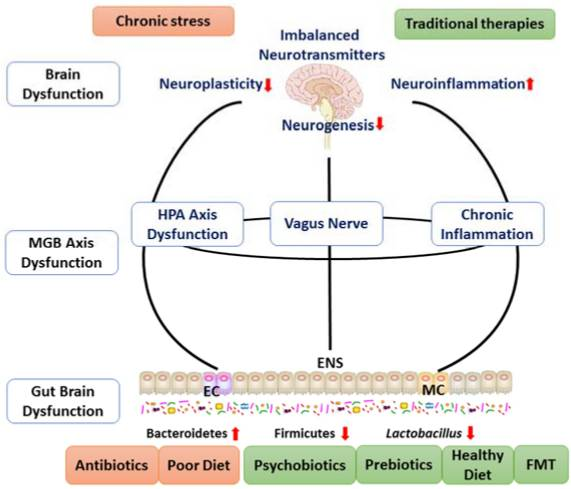 Chronic stress
Traditional therapies
Imbalanced
Neurotransmitters
Brain
Dysfunction
Neuroplasticity
Neuroinflammation
Neurogenesis
HPA Axis
Dysfunction
Vagus Nerve
Chronic
Inflammation
MGB Axis
Dysfunction
ENS
EC
MC
Gut Brain
Dysfunction
Bacteroidetes
Firmicutes
Lactobacillus
Antibiotics
Poor Diet
Psychobiotics
Prebiotics
Healthy
Diet
FMT